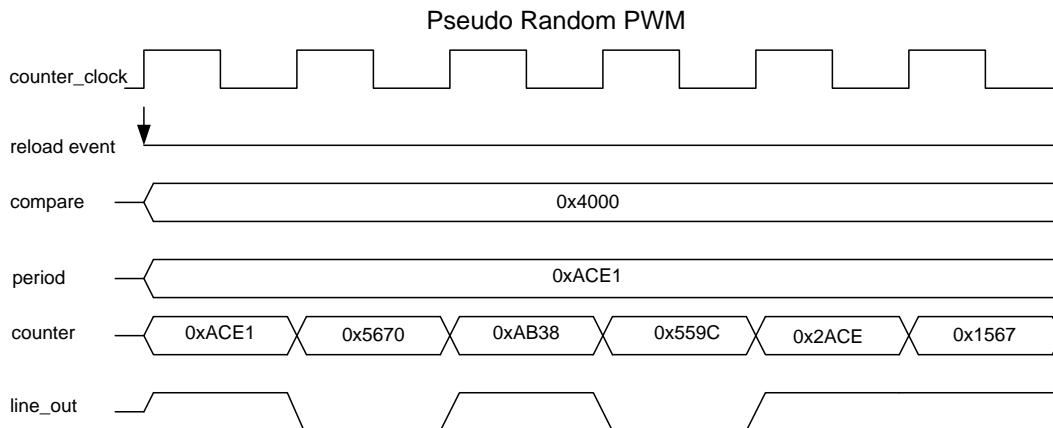 Pseudo Random PWM
counter_clock
reload event
compare
0x4000
period
0xACE1
counter
0xACE1 0x5670 0xAB38 0x559C 0x2ACE 0x1567
line_out